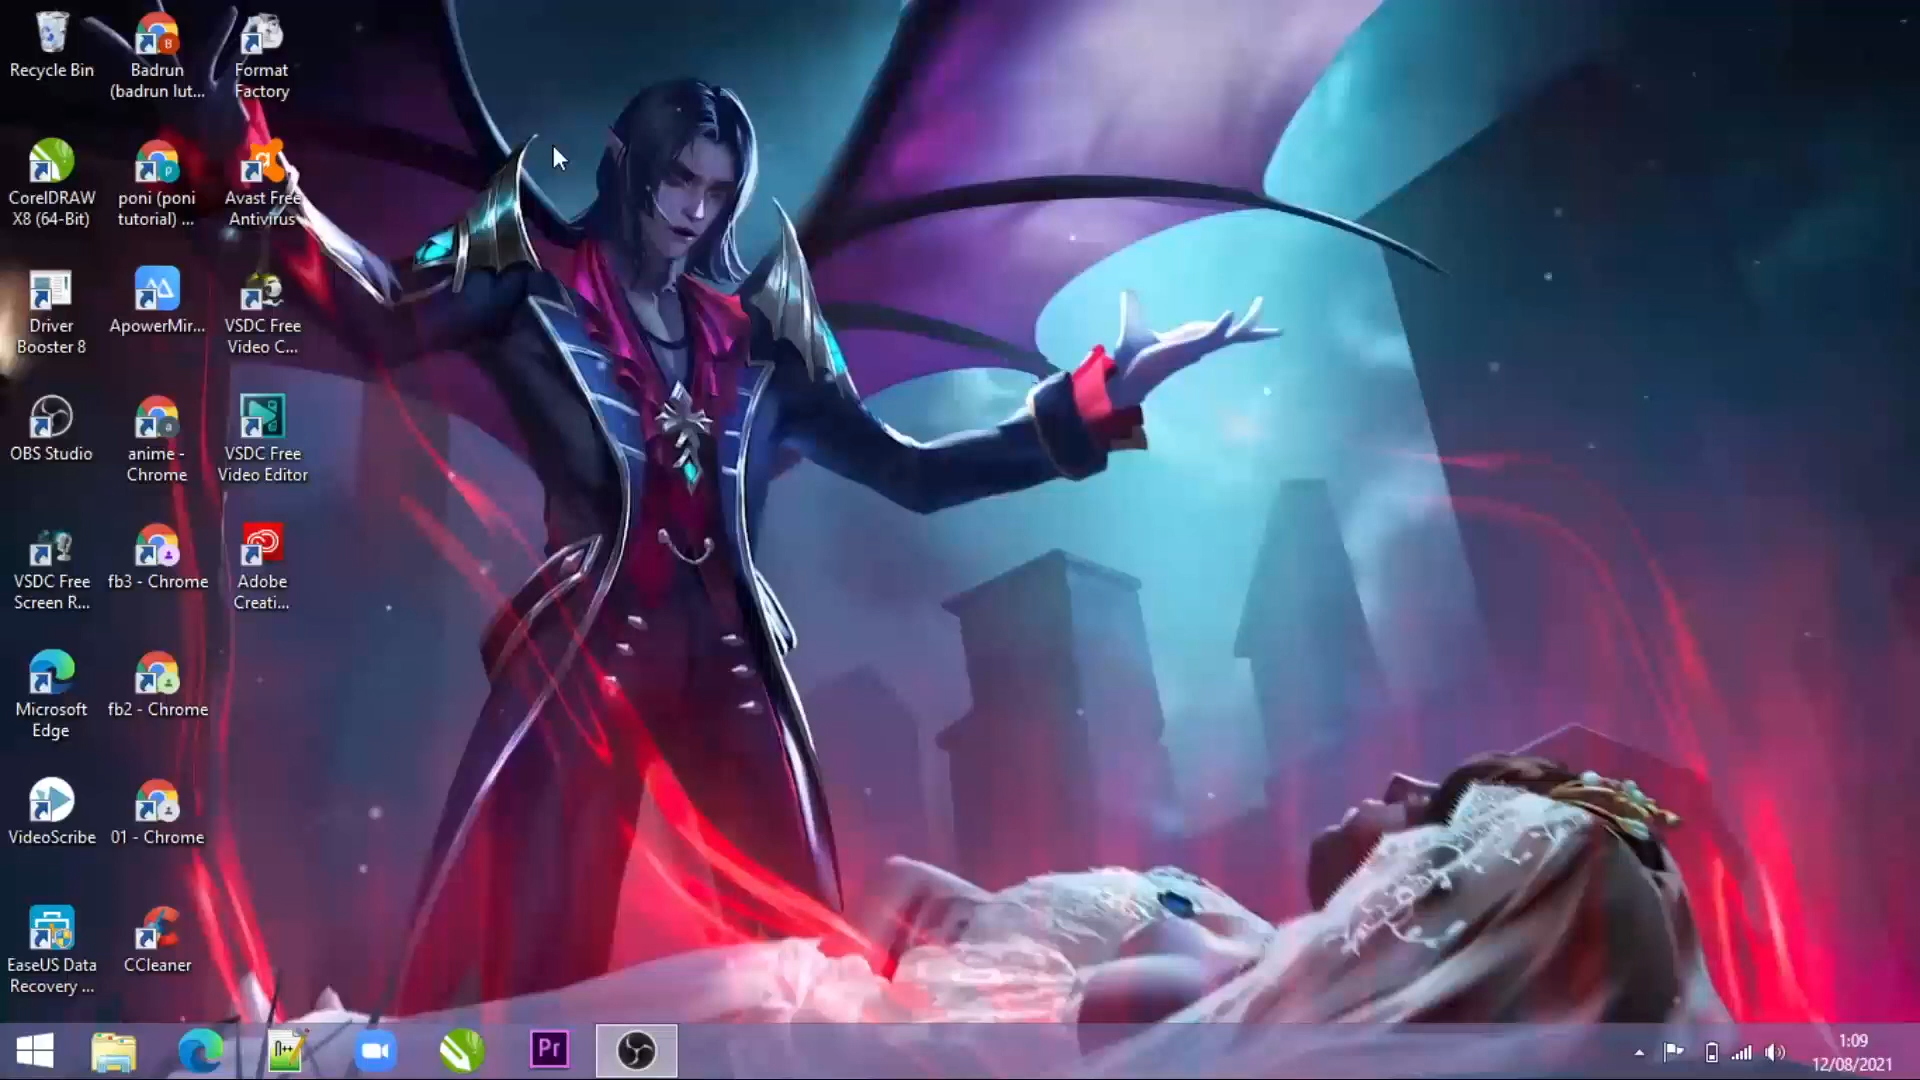 Recycle Bin
Badrun
(badrun lut...
Format
Factory
CorelDRAW
X8 (64-Bit)
poni (poni
tutorial) ...
Avast Free
Antivirus
Driver
Booster 8
ApowerMir...
VSDC Free
Video C...
OBS Studio
anime -
Chrome
VSDC Free
Video Editor
VSDC Free
Screen R...
fb3 - Chrome
Adobe
Creati...
Microsoft
Edge
fb2 - Chrome
VideoScribe
01 - Chrome
EaseUS Data
Recovery ...
CCleaner
Pr
1:09
12/08/2021